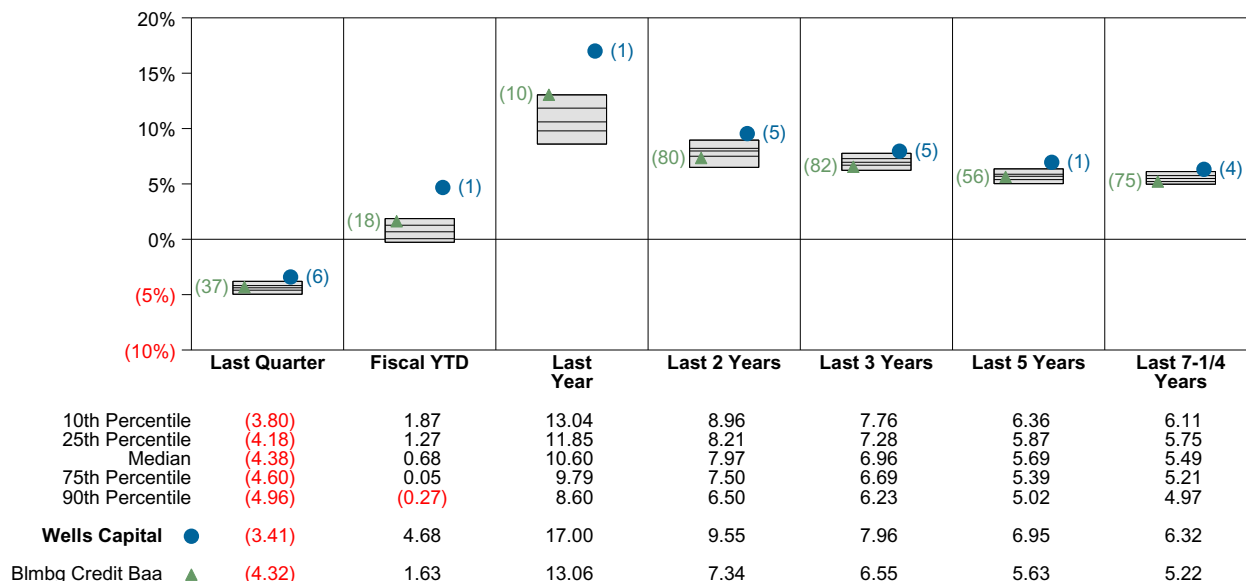 20%
15%
10%
5%
0%
(5%)
(10%)
(37) (6)
(18) (1)
(10) (1)
(80) (5)
(82) (5)
(56) (1)
(75) (4)
Last Quarter Fiscal YTD Last Year Last 2 Years Last 3 Years Last 5 Years Last 7-1/4 Years
10th Percentile (3.80) 1.87 13.04 8.96 7.76 6.36 6.11
25th Percentile (4.18) 1.27 11.85 8.21 7.28 5.87 5.75
Median (4.38) 0.68 10.60 7.97 6.96 5.69 5.49
75th Percentile (4.60) 0.05 9.79 7.50 6.69 5.39 5.21
90th Percentile (4.96) (0.27) 8.60 6.50 6.23 5.02 4.97
Wells Capital (3.41) 4.68 17.00 9.55 7.96 6.95 6.32
Blmbg Credit Baa (4.32) 1.63 13.06 7.34 6.55 5.63 5.22